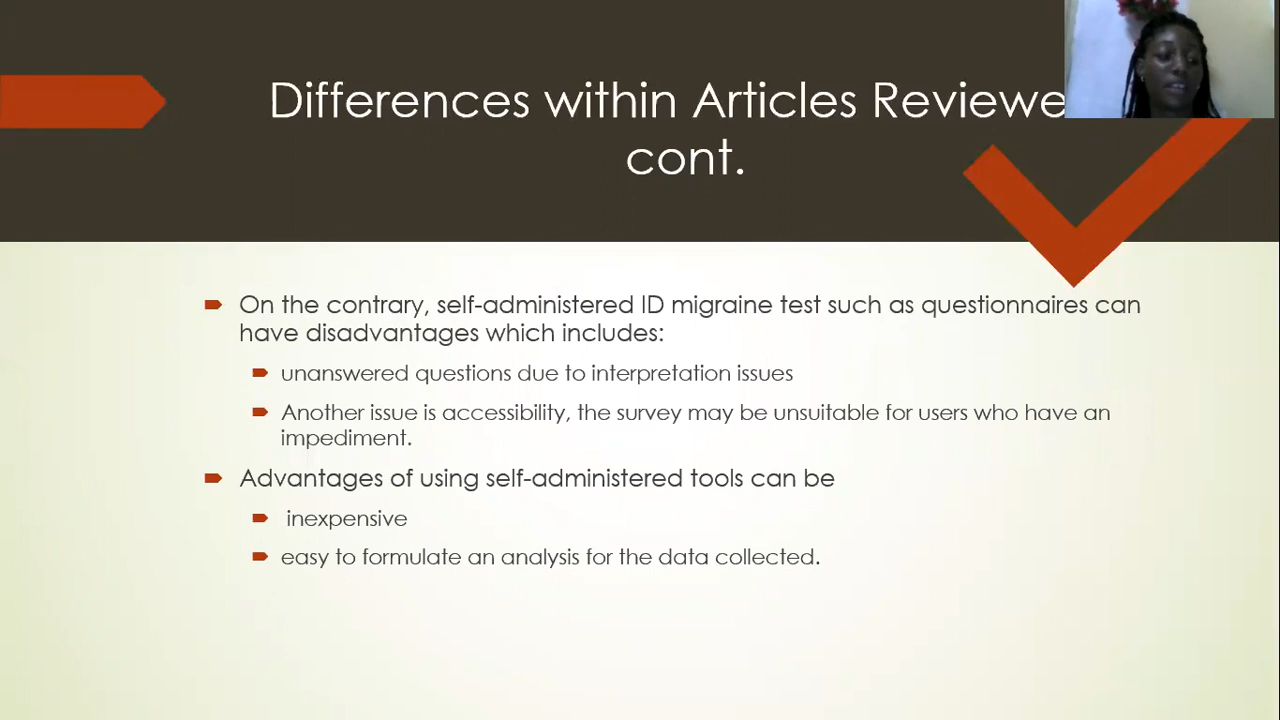 Differences within Articles Reviewe
cont.
On the contrary, self-administered ID migraine test such as questionnaires can
have disadvantages which includes:
unanswered questions due to interpretation issues
Another issue is accessibility, the survey may be unsuitable for users who have an
impediment.
Advantages of using self-administered tools can be
inexpensive
easy to formulate an analysis for the data collected.